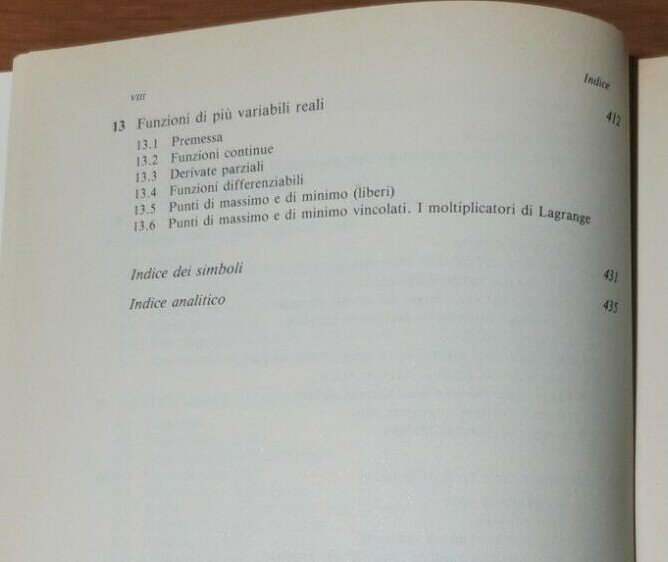 viii Indice
13 Funzioni di più variabili reali 412
13.1 Premessa
13.2 Funzioni continue
13.3 Derivate parziali
13.4 Funzioni differenziabili
13.5 Punti di massimo e di minimo (liberi)
13.6 Punti di massimo e di minimo vincolati. I moltiplicatori di Lagrange
Indice dei simboli 431
Indice analitico 435